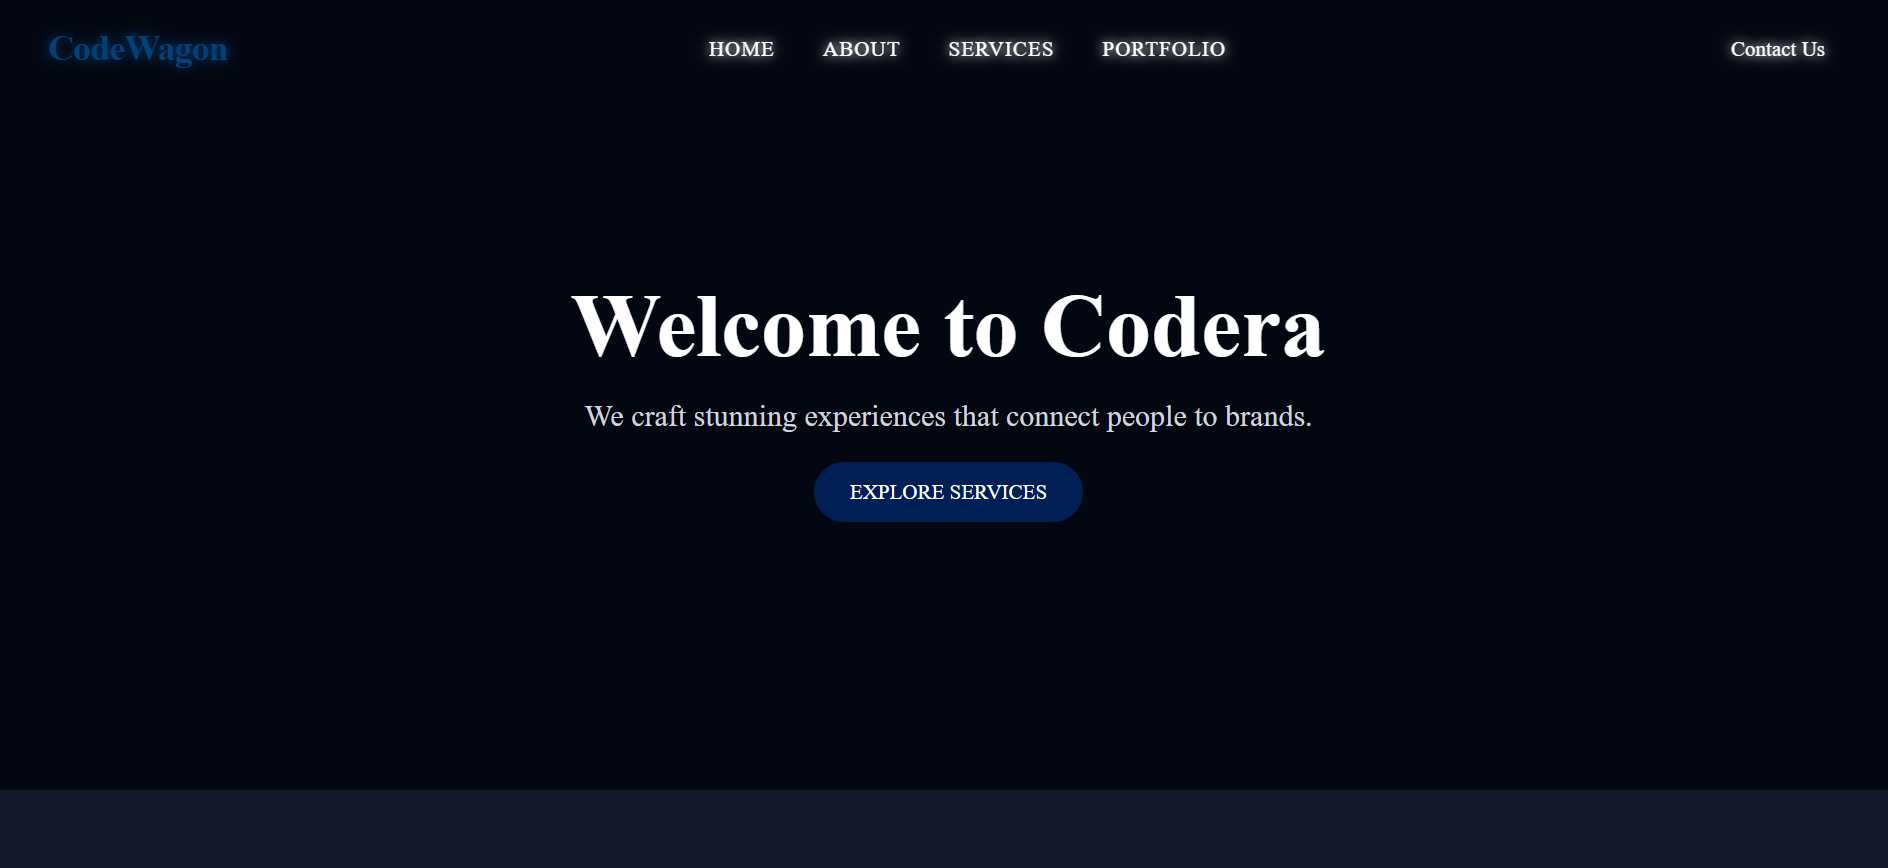 CodeWagon HOME ABOUT SERVICES PORTFOLIO Contact Us
Welcome to Codera
We craft stunning experiences that connect people to brands.
EXPLORE SERVICES